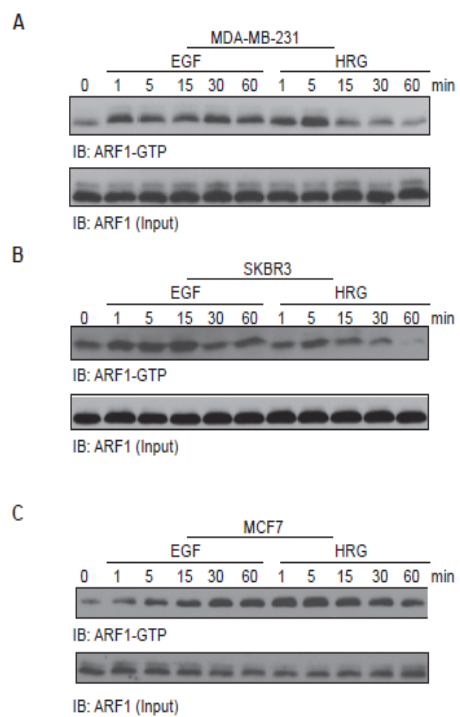 A
MDA-MB-231
EGF HRG
0 1 5 15 30 60 1 5 15 30 60 min
IB: ARF1-GTP
IB: ARF1 (Input)
B
SKBR3
EGF HRG
0 1 5 15 30 60 1 5 15 30 60 min
IB: ARF1-GTP
IB: ARF1 (Input)
C
MCF7
EGF HRG
0 1 5 15 30 60 1 5 15 30 60 min
IB: ARF1-GTP
IB: ARF1 (Input)